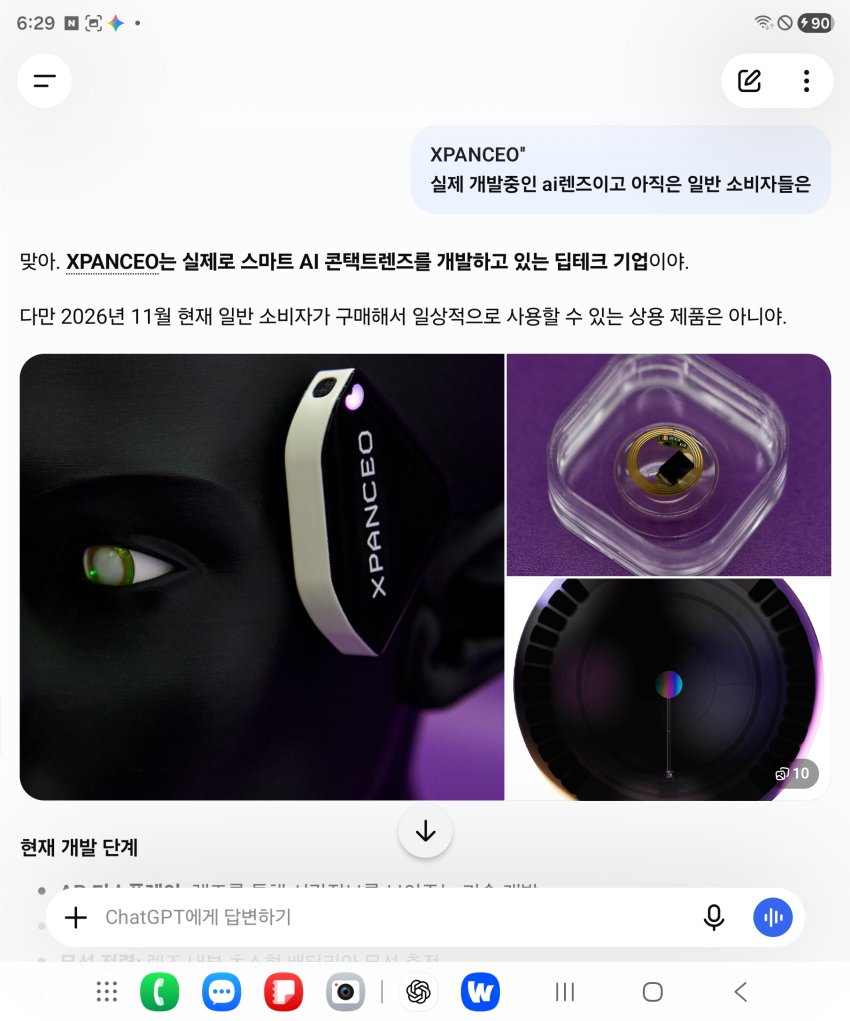 6:29
90
XPANCEO"
실제 개발중인 ai렌즈이고 아직은 일반 소비자들은
맞아. XPANCEO는 실제로 스마트 AI 콘택트렌즈를 개발하고 있는 딥테크 기업이야.
다만 2026년 11월 현재 일반 소비자가 구매해서 일상적으로 사용할 수 있는 상용 제품은 아니야.
XPANCEO
10
현재 개발 단계
ChatGPT에게 답변하기